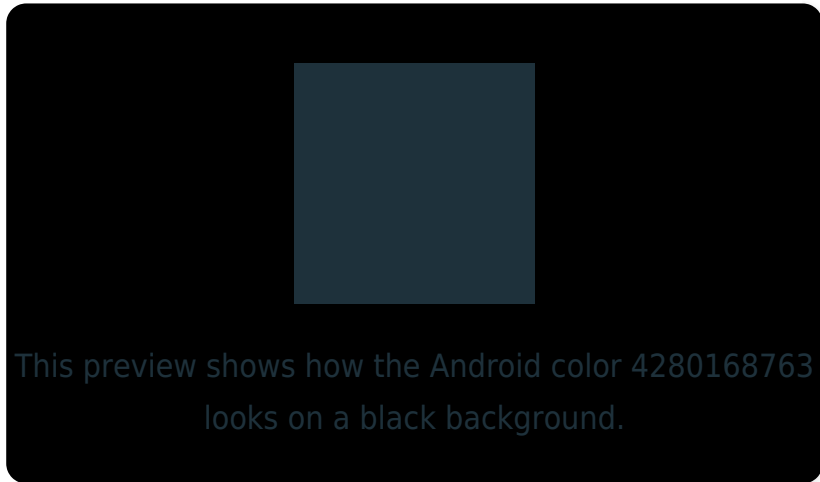 This preview shows how the Android color 4280168763
looks on a black background.